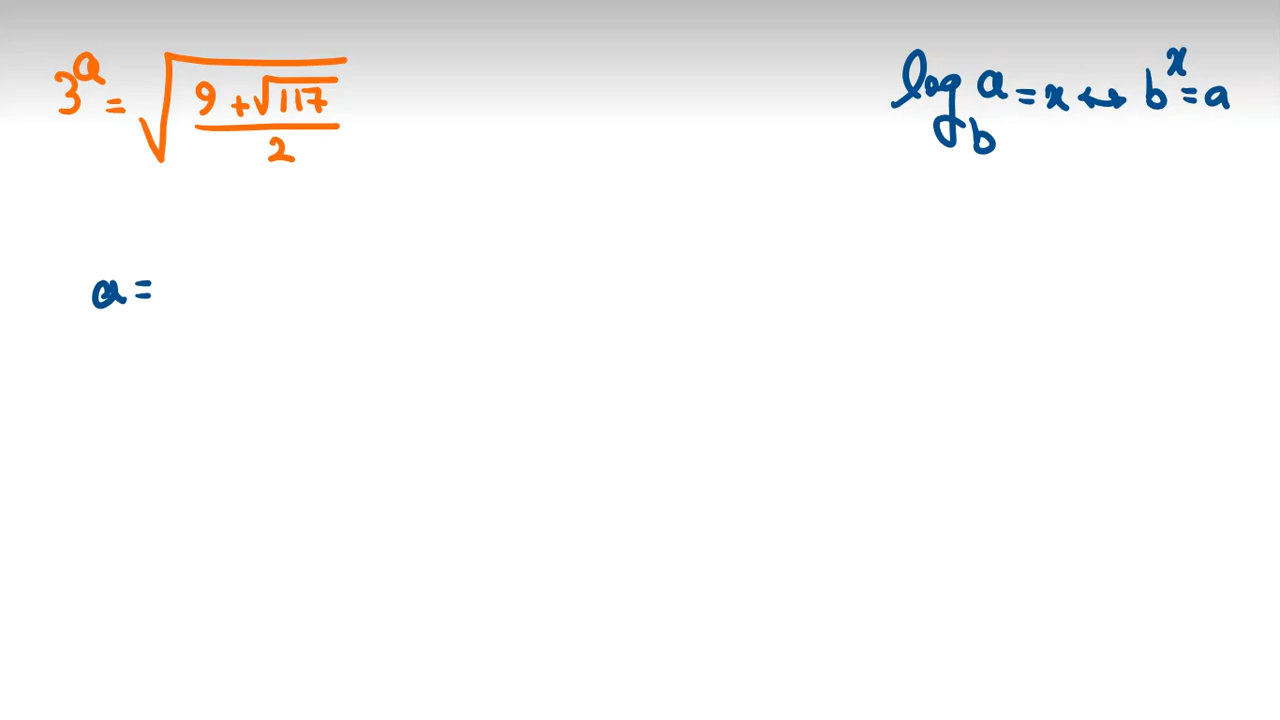 3^a = √((9 + √117)/2)
log_b a = x ↔ b^x = a
a =